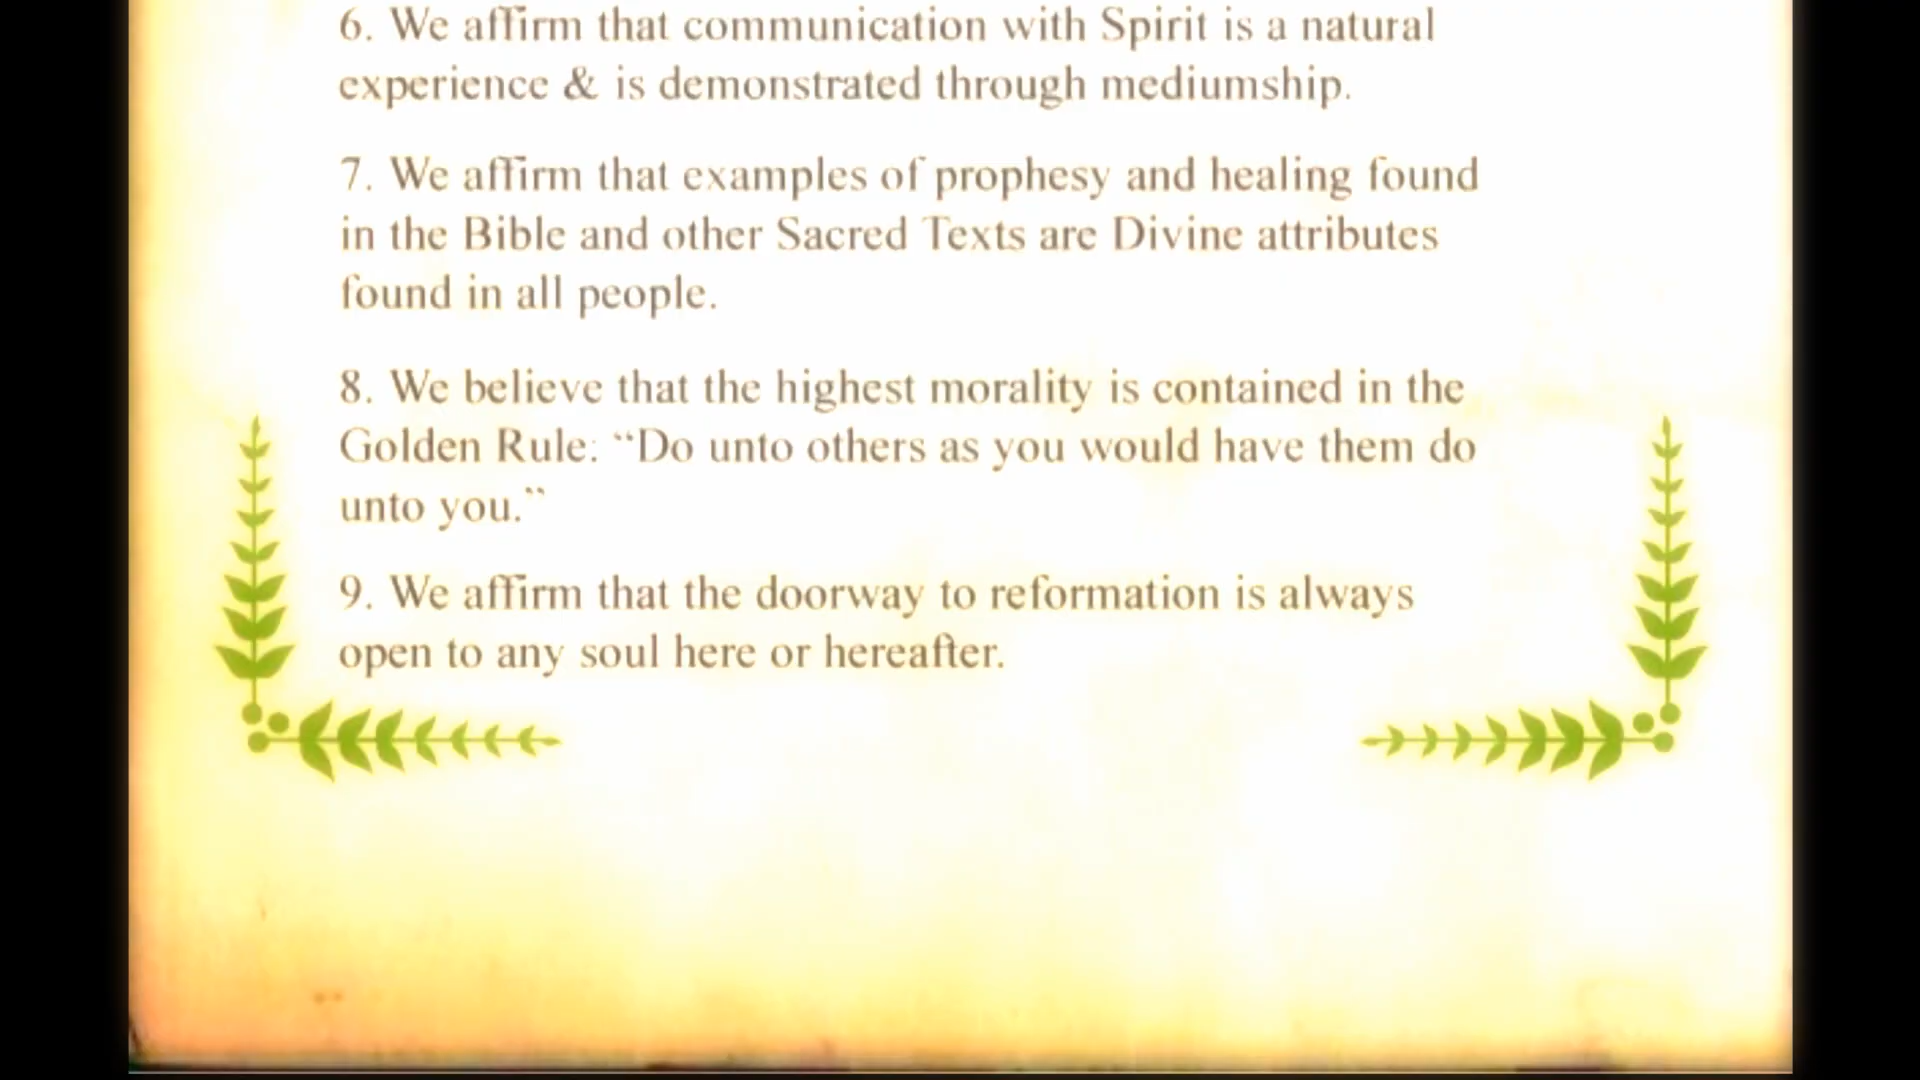 6. We affirm that communication with Spirit is a natural
experience & is demonstrated through mediumship.
7. We affirm that examples of prophesy and healing found
in the Bible and other Sacred Texts are Divine attributes
found in all people.
8. We believe that the highest morality is contained in the
Golden Rule: “Do unto others as you would have them do
unto you.”
9. We affirm that the doorway to reformation is always
open to any soul here or hereafter.